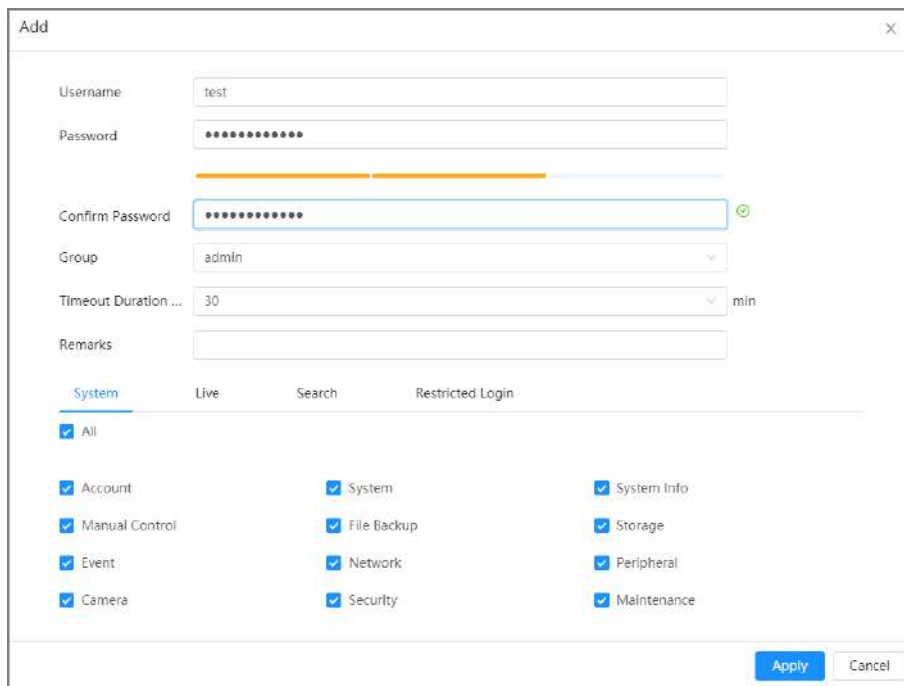 Add
Username test
Password ••••••••••••
Confirm Password ••••••••••••
Group admin
Timeout Duration ... 30 min
Remarks
System Live Search Restricted Login
All
Account System System Info
Manual Control File Backup Storage
Event Network Peripheral
Camera Security Maintenance
Apply Cancel